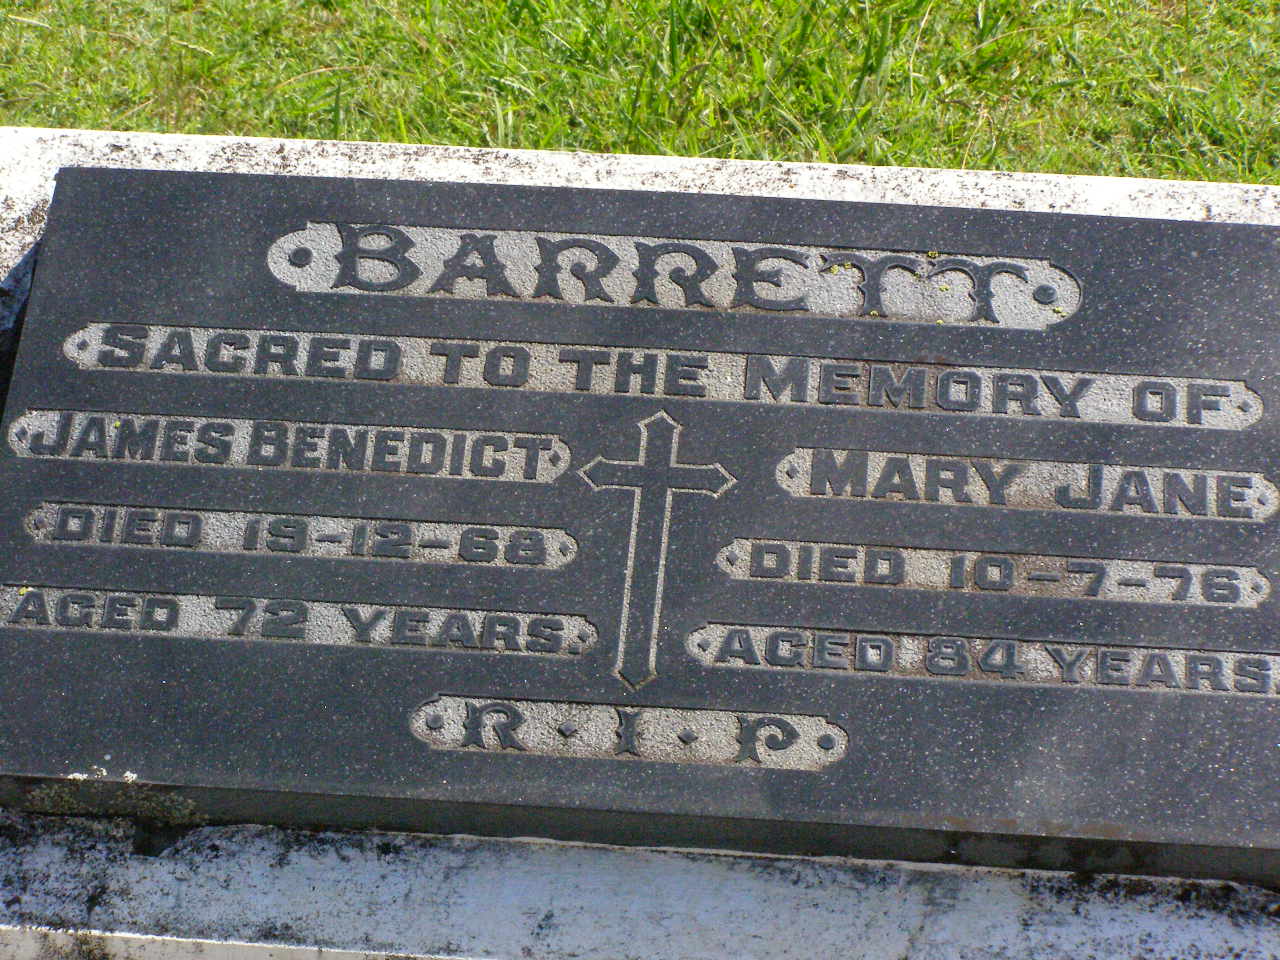 BARRETT
SACRED TO THE MEMORY OF
JAMES BENEDICT
DIED 19-12-68
AGED 72 YEARS
MARY JANE
DIED 10-7-76
AGED 84 YEARS
R·I·P